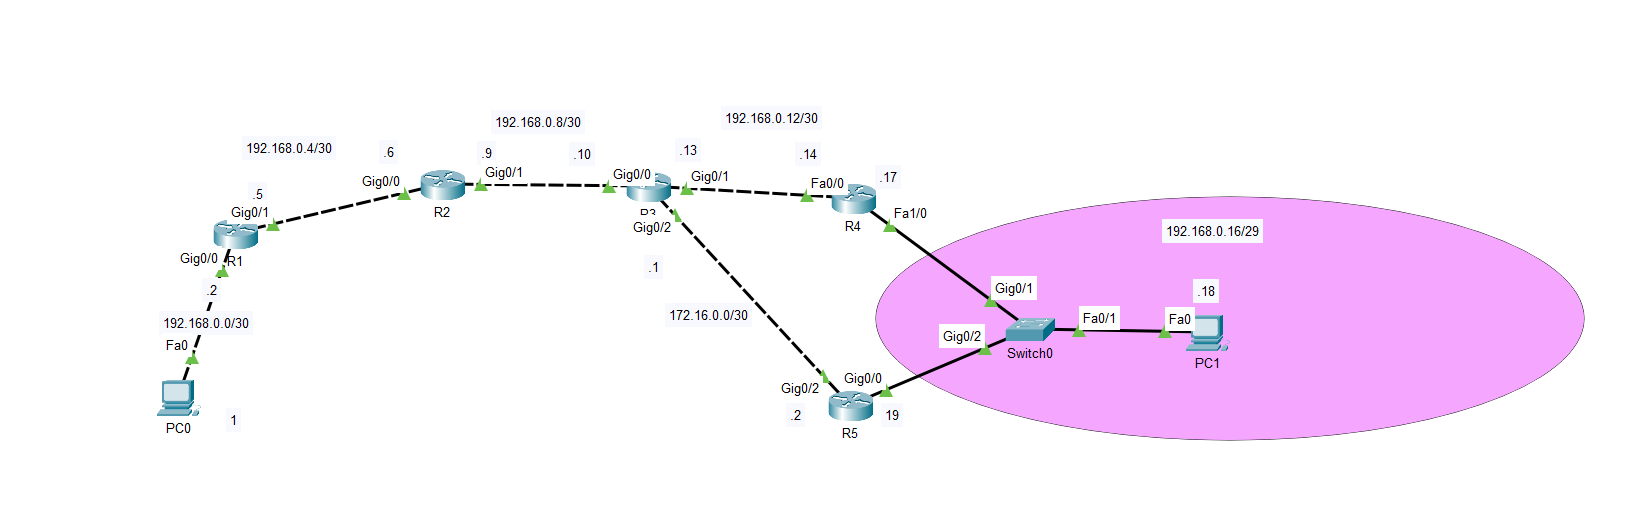 192.168.0.12/30
192.168.0.8/30
192.168.0.4/30
.6
.9
.10
.13
.14
Gig0/0
Gig0/1
Gig0/0
Gig0/1
Fa0/0
.17
R2
R3
R4
.5
Gig0/1
Gig0/2
Fa1/0
192.168.0.16/29
Gig0/0
R1
.1
.2
Gig0/1
.18
192.168.0.0/30
172.16.0.0/30
Fa0/1
Fa0
Fa0
Gig0/2
Switch0
PC1
Gig0/2
Gig0/0
PC0
1
.2
19
R5